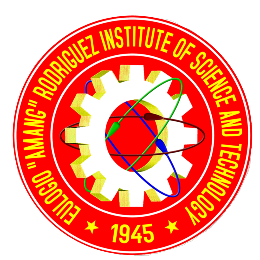 EULOGIO "AMANG" RODRIGUEZ INSTITUTE OF SCIENCE AND TECHNOLOGY
1945